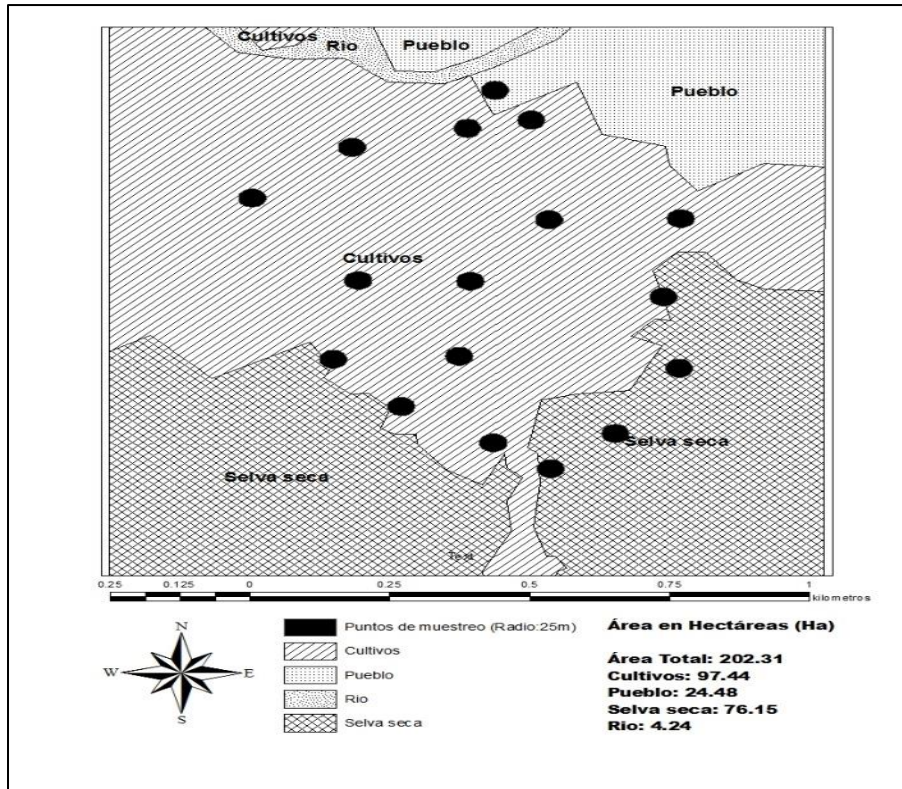 Cultivos
Rio
Pueblo
Pueblo
Cultivos
Selva seca
Selva seca
Text
0.25 0.125 0 0.25 0.5 0.75 1
kilometros
N
W E
S
Puntos de muestreo (Radio:25m)
Cultivos
Pueblo
Rio
Selva seca
Área en Hectáreas (Ha)
Área Total: 202.31
Cultivos: 97.44
Pueblo: 24.48
Selva seca: 76.15
Rio: 4.24